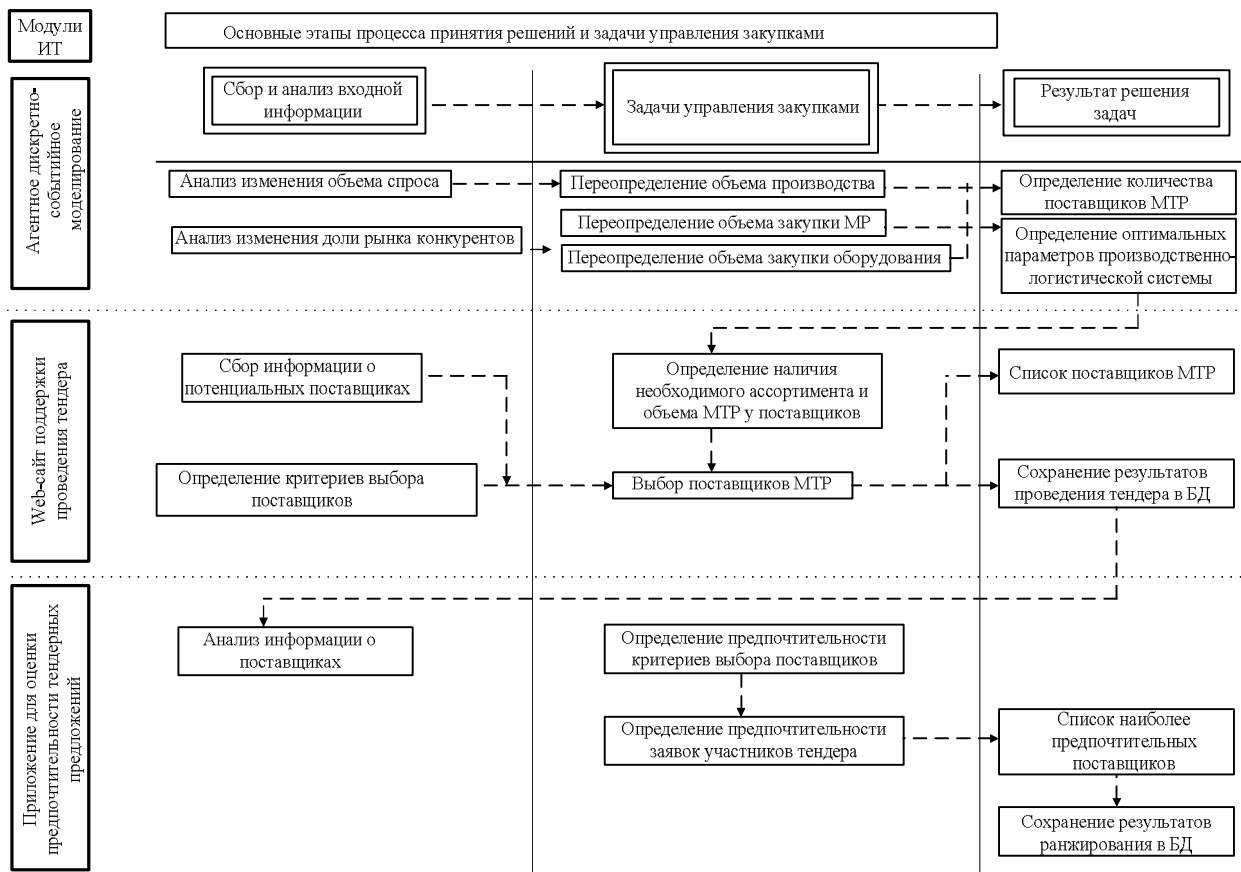 Модули
ИТ
Основные этапы процесса принятия решений и задачи управления закупками
Агентное дискретно-
событийное
моделирование
Сбор и анализ входной
информации
Задачи управления закупками
Результат решения
задач
Анализ изменения объема спроса
Переопределение объема производства
Определение количества
поставщиков МТР
Анализ изменения доли рынка конкурентов
Переопределение объема закупки МР
Переопределение объема закупки оборудования
Определение оптимальных
параметров производственно-
логистической системы
Web-сайт поддержки
проведения тендера
Сбор информации о
потенциальных поставщиках
Определение наличия
необходимого ассортимента и
объема МТР у поставщиков
Список поставщиков МТР
Определение критериев выбора
поставщиков
Выбор поставщиков МТР
Сохранение результатов
проведения тендера в БД
Приложение для оценки
предпочтительности тендерных
предложений
Анализ информации о
поставщиках
Определение предпочтительности
критериев выбора поставщиков
Определение предпочтительности
заявок участников тендера
Список наиболее
предпочтительных
поставщиков
Сохранение результатов
ранжирования в БД